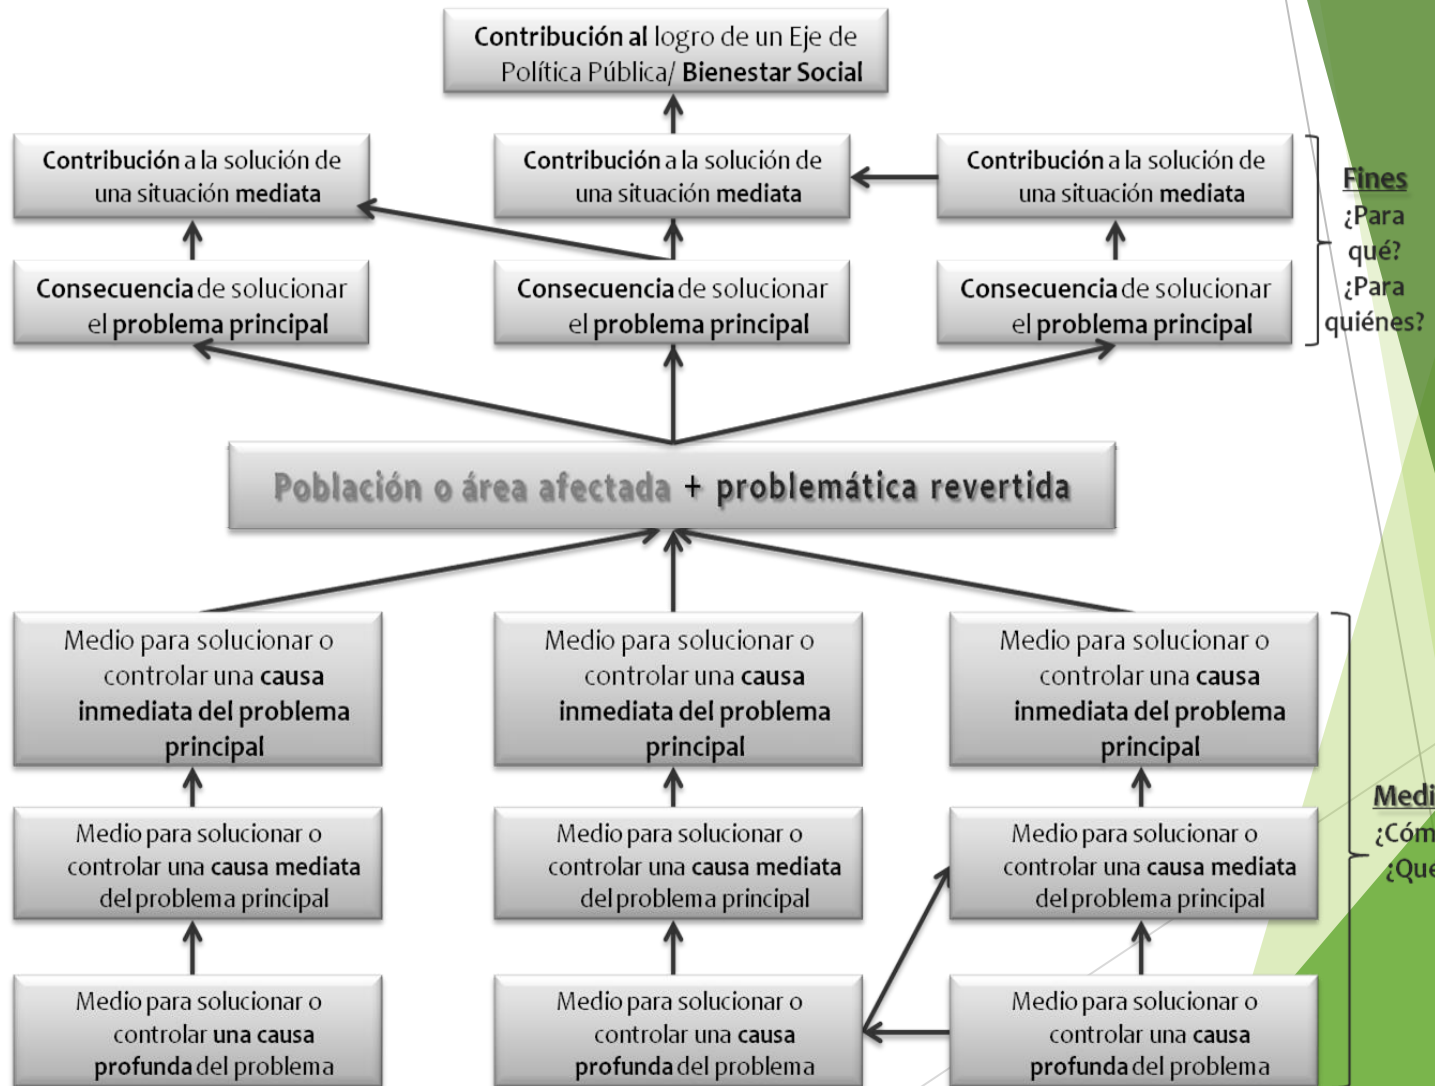 Contribución al logro de un Eje de
Política Pública/ Bienestar Social
Contribución a la solución de
una situación mediata
Contribución a la solución de
una situación mediata
Contribución a la solución de
una situación mediata
Fines
¿Para
qué?
¿Para
quiénes?
Consecuencia de solucionar
el problema principal
Consecuencia de solucionar
el problema principal
Consecuencia de solucionar
el problema principal
Población o área afectada + problemática revertida
Medio para solucionar o
controlar una causa
inmediata del problema
principal
Medio para solucionar o
controlar una causa
inmediata del problema
principal
Medio para solucionar o
controlar una causa
inmediata del problema
principal
Medi
¿Cóm
¿Qué
Medio para solucionar o
controlar una causa mediata
del problema principal
Medio para solucionar o
controlar una causa mediata
del problema principal
Medio para solucionar o
controlar una causa mediata
del problema principal
Medio para solucionar o
controlar una causa
profunda del problema
Medio para solucionar o
controlar una causa
profunda del problema
Medio para solucionar o
controlar una causa
profunda del problema